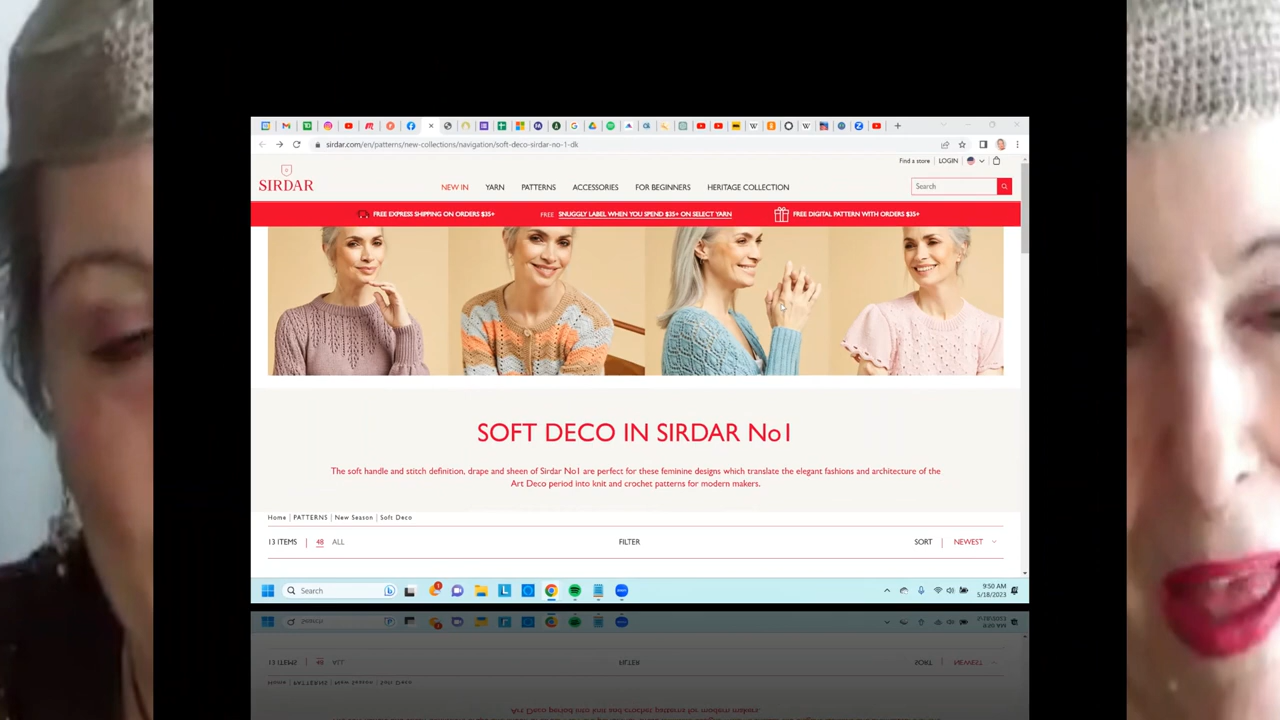 sirdar.com/en/patterns/new-collections/navigation/soft-deco-sirdar-no-1-dk
Find a store LOGIN
SIRDAR
NEW IN YARN PATTERNS ACCESSORIES FOR BEGINNERS HERITAGE COLLECTION
Search
FREE EXPRESS SHIPPING ON ORDERS $35+ FREE SNUGGLY LABEL WHEN YOU SPEND $35+ ON SELECT YARN FREE DIGITAL PATTERN WITH ORDERS $35+
SOFT DECO IN SIRDAR No1
The soft handle and stitch definition, drape and sheen of Sirdar No1 are perfect for these feminine designs which translate the elegant fashions and architecture of the
Art Deco period into knit and crochet patterns for modern makers.
Home | PATTERNS | New Season | Soft Deco
13 ITEMS | 48 ALL FILTER SORT | NEWEST
Search
9:50 AM
5/18/2023